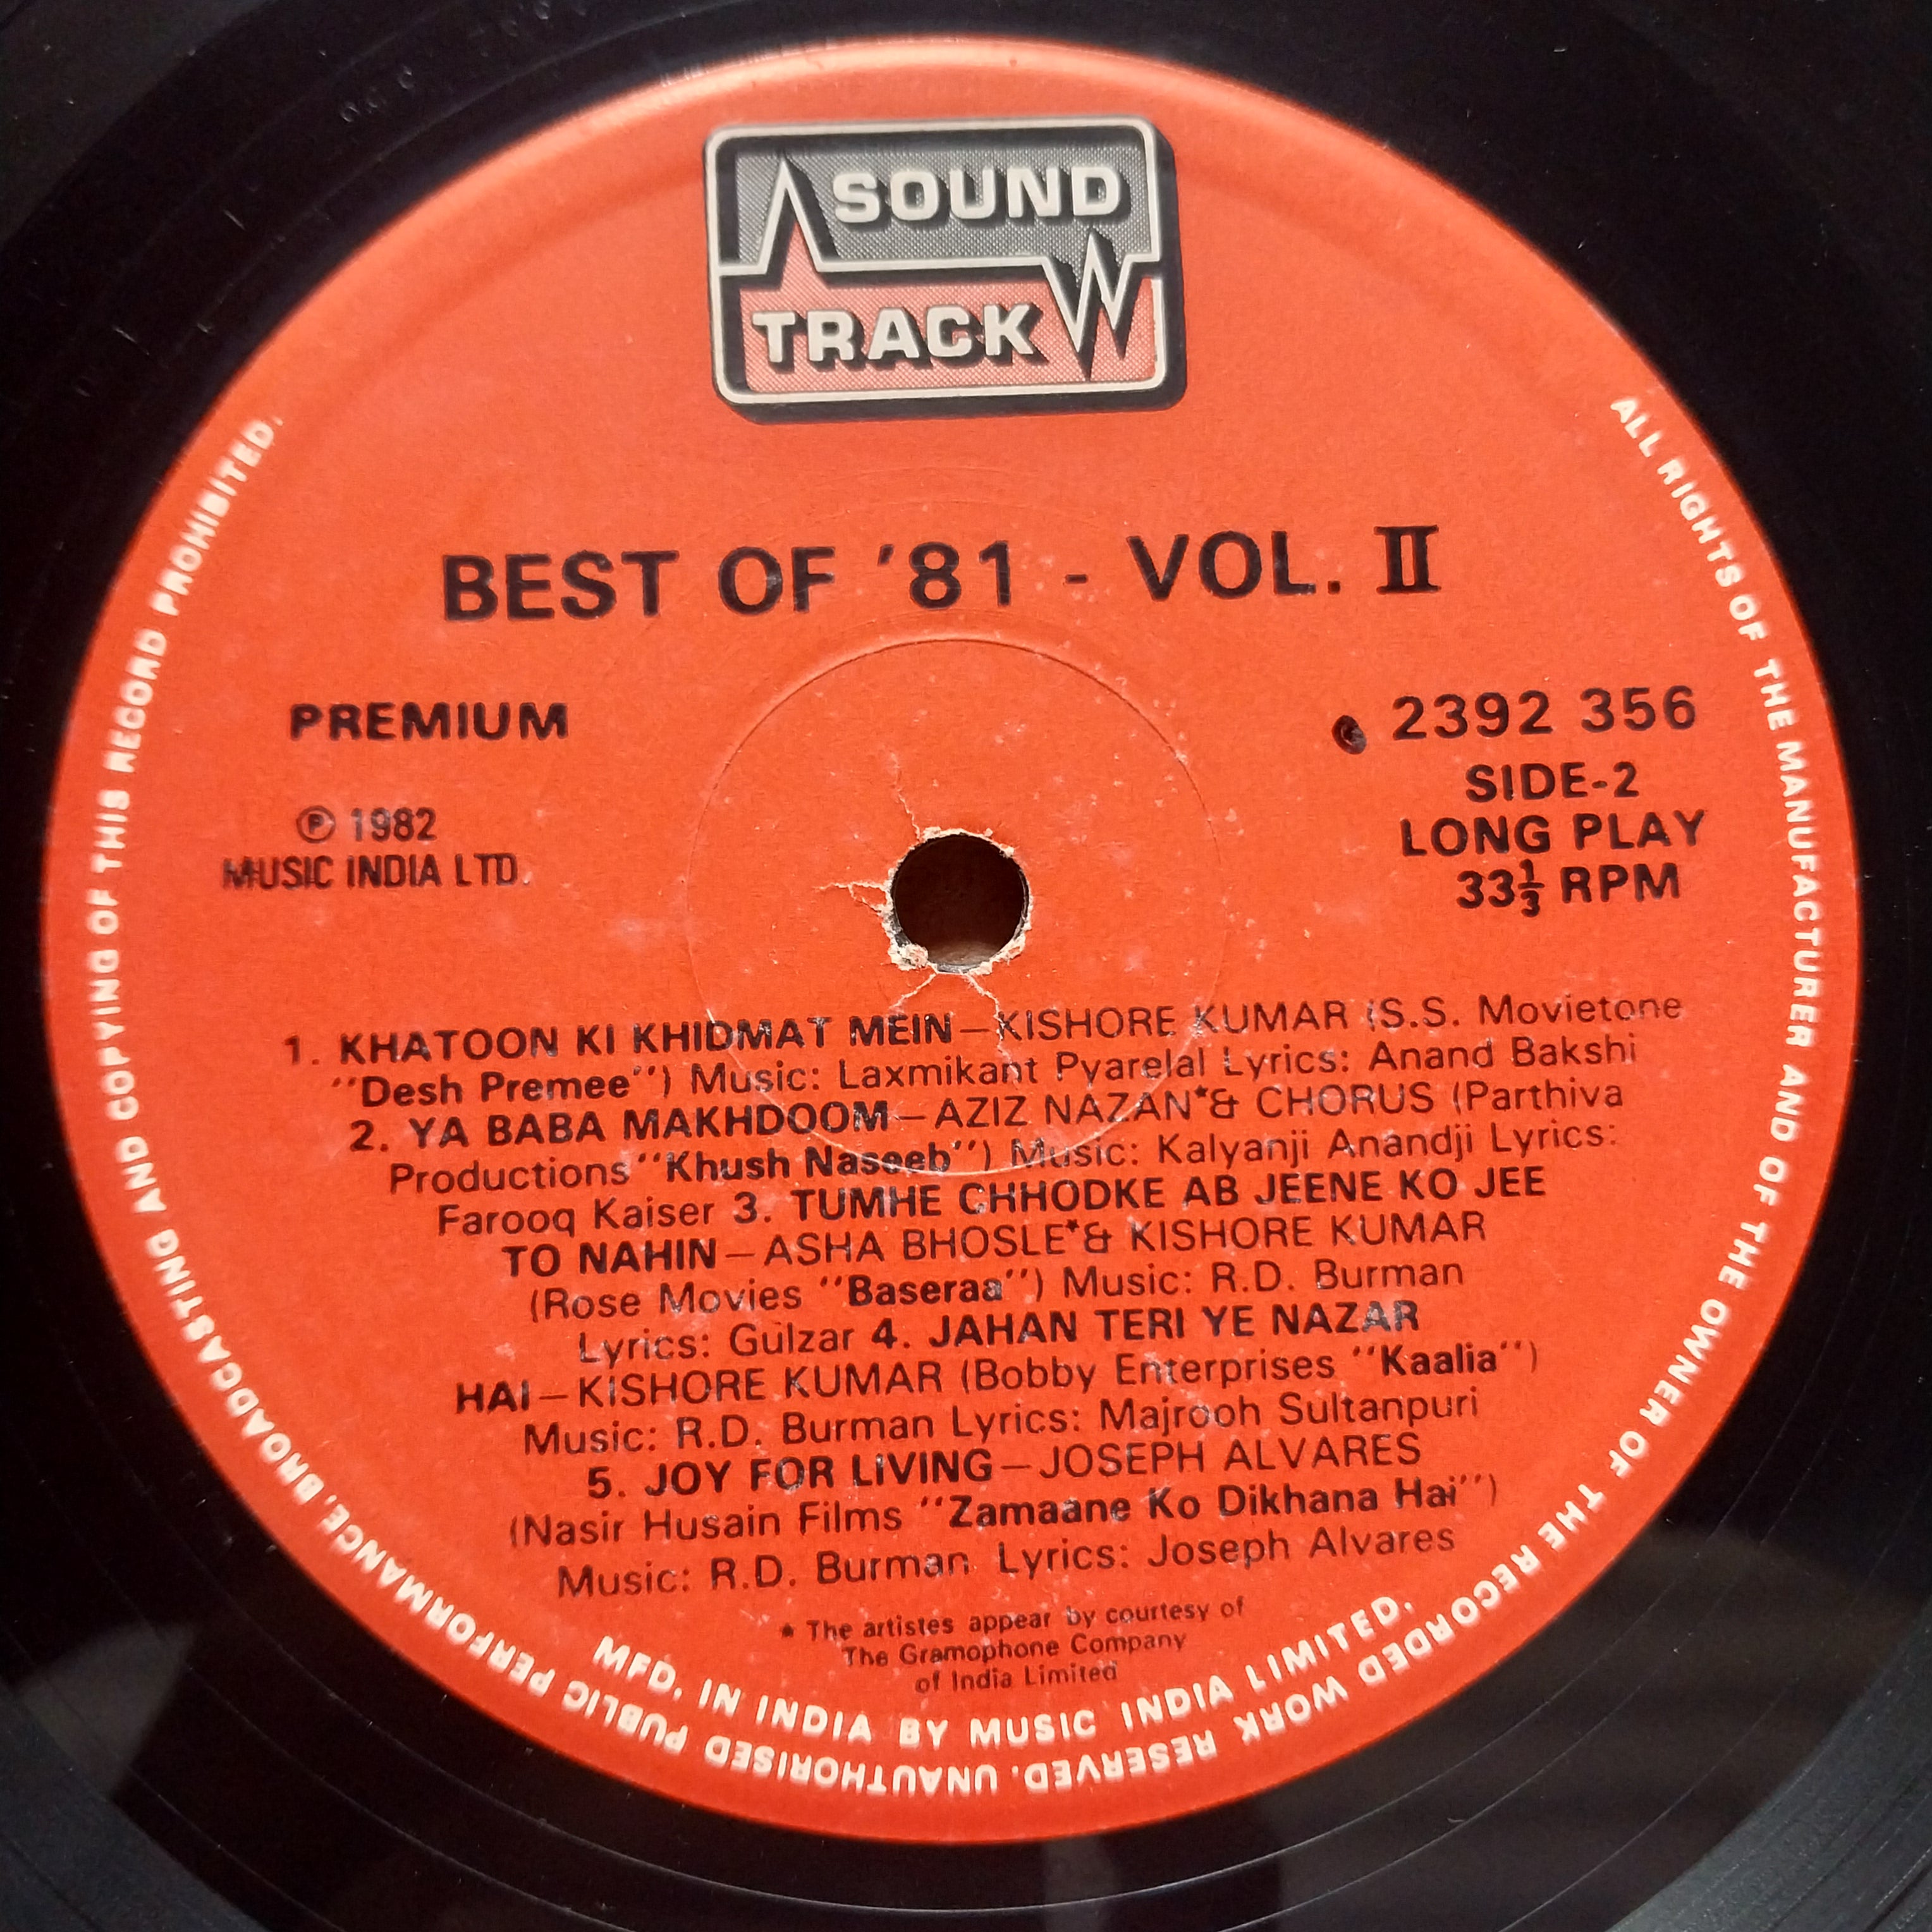 SOUND
TRACK
BEST OF '81 - VOL. II
PREMIUM
℗ 1982
MUSIC INDIA LTD.
2392 356
SIDE-2
LONG PLAY
33⅓ RPM
1. KHATOON KI KHIDMAT MEIN—KISHORE KUMAR (S.S. Movietone
"Desh Premee") Music: Laxmikant Pyarelal Lyrics: Anand Bakshi
2. YA BABA MAKHDOOM—AZIZ NAZAN*& CHORUS (Parthiva
Productions "Khush Naseeb") Music: Kalyanji Anandji Lyrics:
Farooq Kaiser 3. TUMHE CHHODKE AB JEENE KO JEE
TO NAHIN—ASHA BHOSLE*& KISHORE KUMAR
(Rose Movies "Baseraa") Music: R.D. Burman
Lyrics: Gulzar 4. JAHAN TERI YE NAZAR
HAI—KISHORE KUMAR (Bobby Enterprises "Kaalia")
Music: R.D. Burman Lyrics: Majrooh Sultanpuri
5. JOY FOR LIVING—JOSEPH ALVARES
(Nasir Husain Films "Zamaane Ko Dikhana Hai")
Music: R.D. Burman Lyrics: Joseph Alvares
* The artistes appear by courtesy of
The Gramophone Company
of India Limited
MFD. IN INDIA BY MUSIC INDIA LIMITED.
ALL RIGHTS OF THE MANUFACTURER AND OF THE OWNER OF THE RECORDED WORK RESERVED. UNAUTHORISED PUBLIC PERFORMANCE, BROADCASTING AND COPYING OF THIS RECORD PROHIBITED.